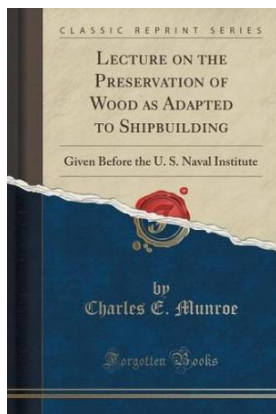 CLASSIC REPRINT SERIES
LECTURE ON THE
PRESERVATION OF
WOOD AS ADAPTED
TO SHIPBUILDING
Given Before the U. S. Naval Institute
by
Charles E. Munroe
Forgotten Books